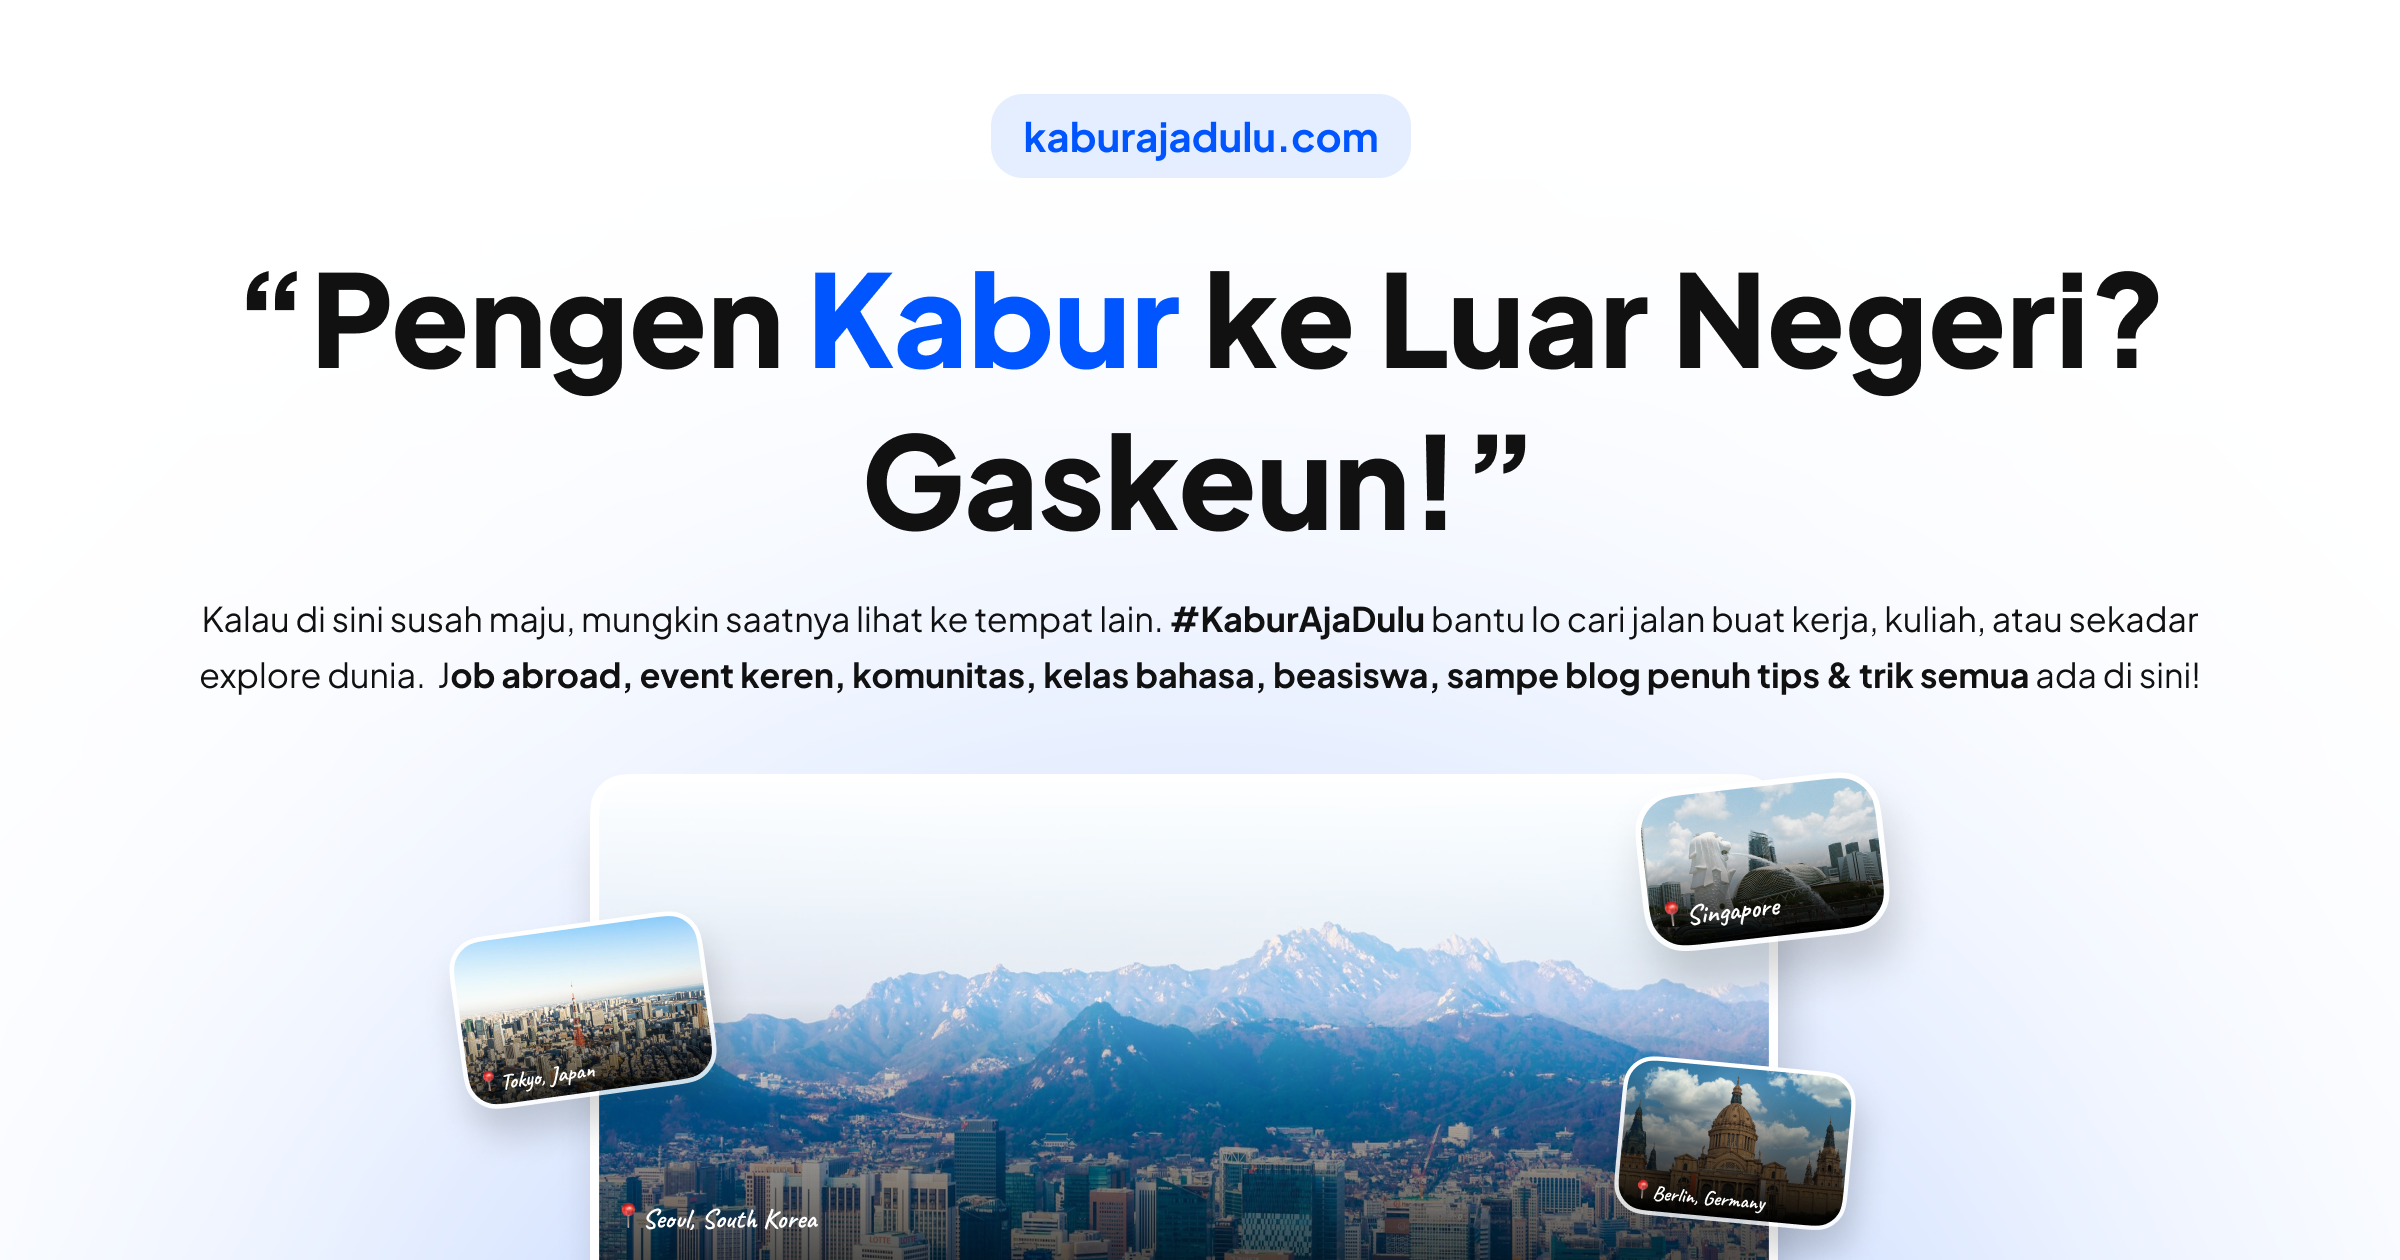 kaburajadulu.com
“Pengen Kabur ke Luar Negeri?
Gaskeun!”
Kalau di sini susah maju, mungkin saatnya lihat ke tempat lain. #KaburAjaDulu bantu lo cari jalan buat kerja, kuliah, atau sekadar
explore dunia. Job abroad, event keren, komunitas, kelas bahasa, beasiswa, sampe blog penuh tips & trik semua ada di sini!
Singapore
Tokyo, Japan
Berlin, Germany
Seoul, South Korea
LOTTE